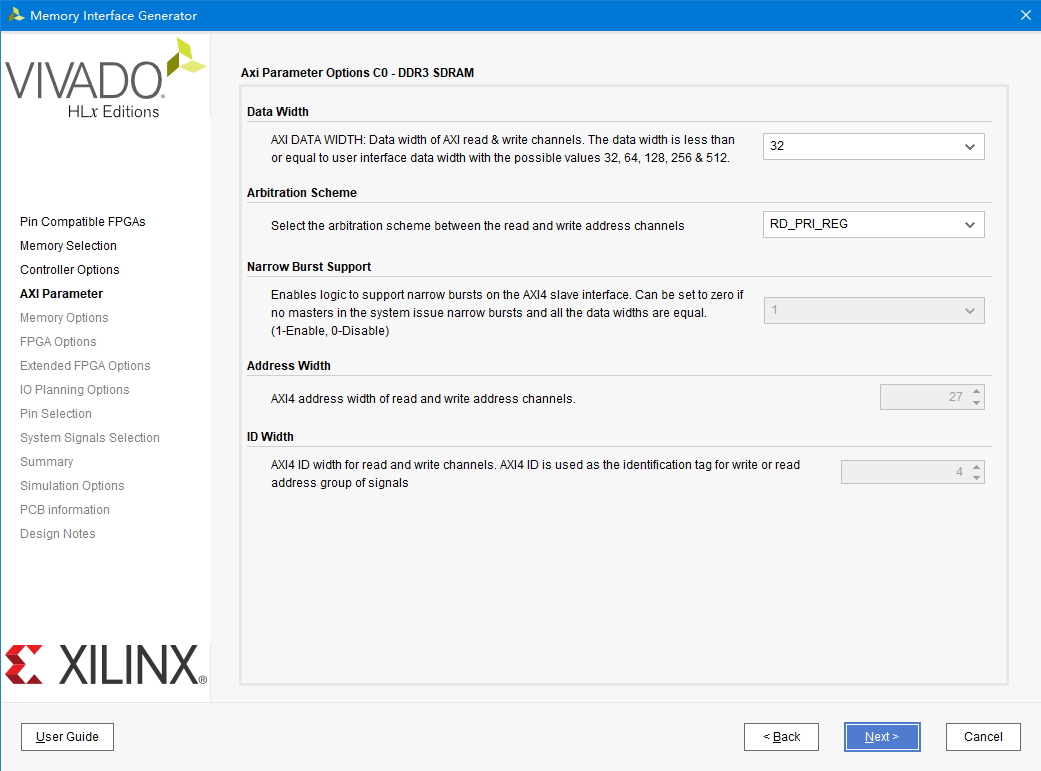 Memory Interface Generator
VIVADO.
HLx Editions
Pin Compatible FPGAs
Memory Selection
Controller Options
AXI Parameter
Memory Options
FPGA Options
Extended FPGA Options
IO Planning Options
Pin Selection
System Signals Selection
Summary
Simulation Options
PCB information
Design Notes
XILINX®
Axi Parameter Options C0 - DDR3 SDRAM
Data Width
AXI DATA WIDTH: Data width of AXI read & write channels. The data width is less than
or equal to user interface data width with the possible values 32, 64, 128, 256 & 512.
32
Arbitration Scheme
Select the arbitration scheme between the read and write address channels
RD_PRI_REG
Narrow Burst Support
Enables logic to support narrow bursts on the AXI4 slave interface. Can be set to zero if
no masters in the system issue narrow bursts and all the data widths are equal.
(1-Enable, 0-Disable)
1
Address Width
AXI4 address width of read and write address channels.
27
ID Width
AXI4 ID width for read and write channels. AXI4 ID is used as the identification tag for write or read
address group of signals
4
User Guide
< Back
Next >
Cancel